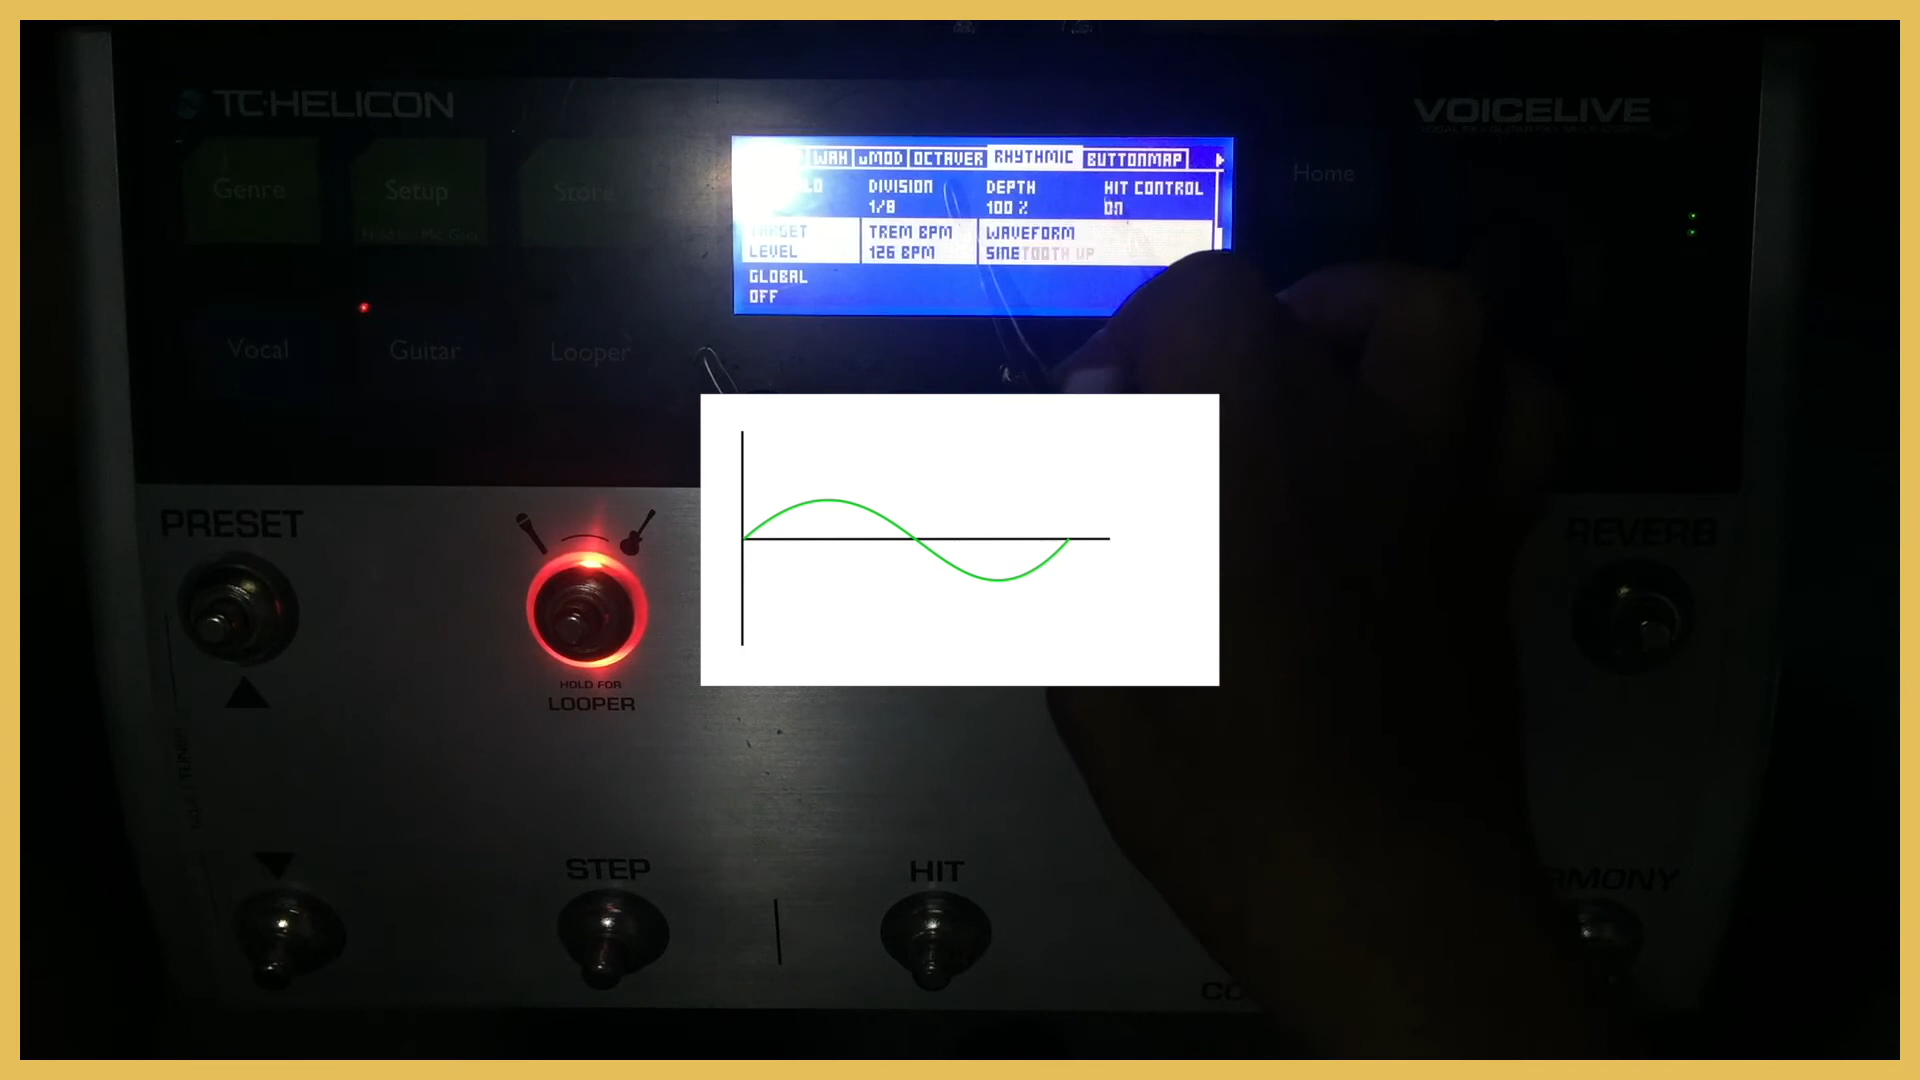 TC·HELICON
VOICELIVE
Genre
Setup
Store
Home
WAH
uMOD
OCTAVER
RHYTHMIC
BUTTONMAP
DIVISION
DEPTH
HIT CONTROL
1/8
100 %
ON
TARGET
TREM BPM
WAVEFORM
LEVEL
126 BPM
SINE
GLOBAL
OFF
Vocal
Guitar
Looper
PRESET
REVERB
HOLD FOR
LOOPER
STEP
HIT